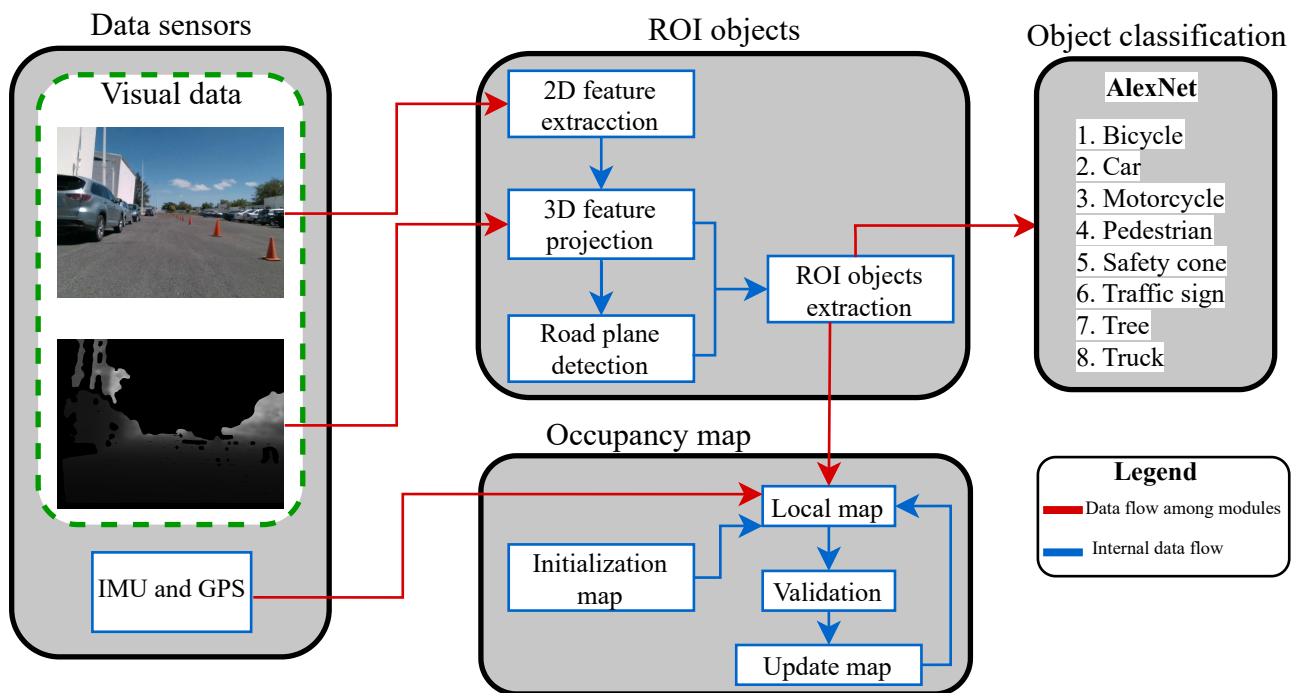 Data sensors
Visual data
IMU and GPS
ROI objects
2D feature
extracction
3D feature
projection
Road plane
detection
ROI objects
extraction
Object classification
AlexNet
1. Bicycle
2. Car
3. Motorcycle
4. Pedestrian
5. Safety cone
6. Traffic sign
7. Tree
8. Truck
Occupancy map
Local map
Initialization
map
Validation
Update map
Legend
Data flow among modules
Internal data flow